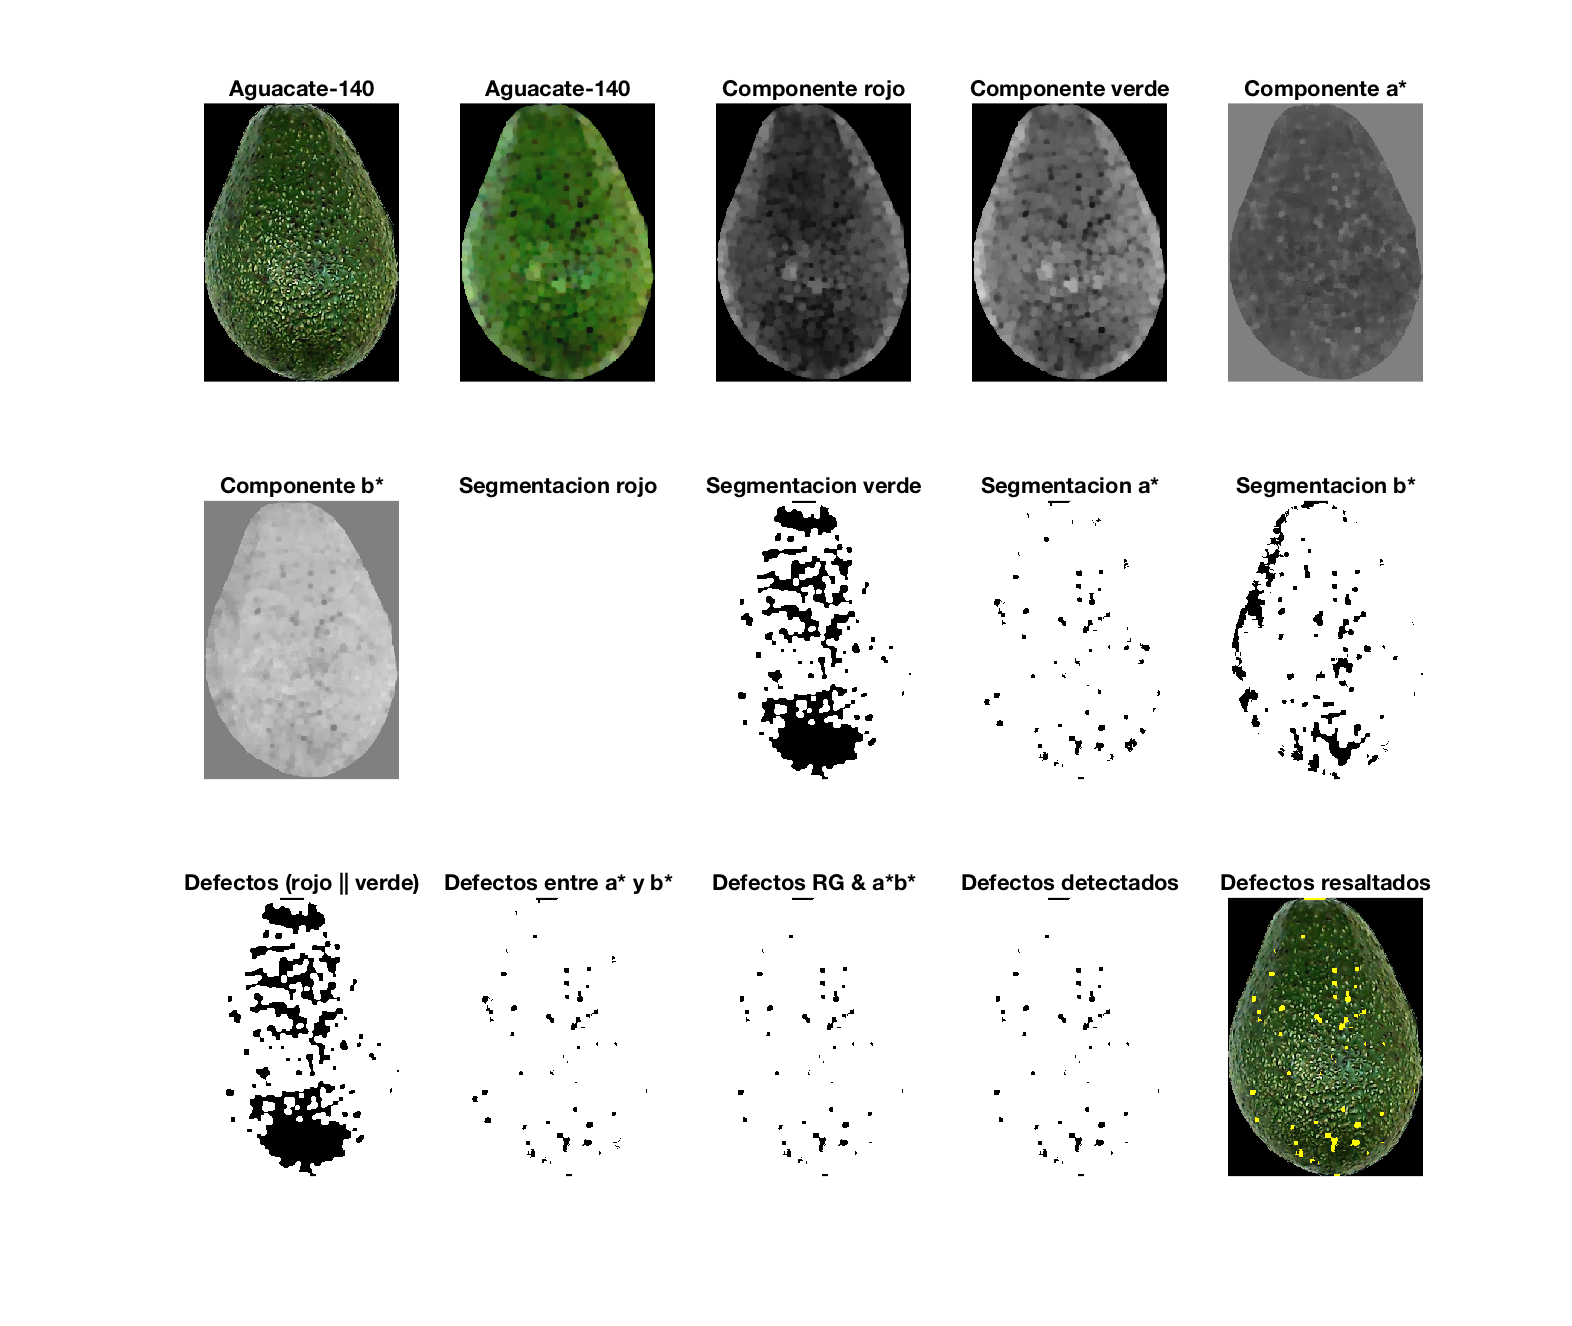 Aguacate-140
Aguacate-140
Componente rojo
Componente verde
Componente a*
Componente b*
Segmentacion rojo
Segmentacion verde
Segmentacion a*
Segmentacion b*
Defectos (rojo || verde)
Defectos entre a* y b*
Defectos RG & a*b*
Defectos detectados
Defectos resaltados